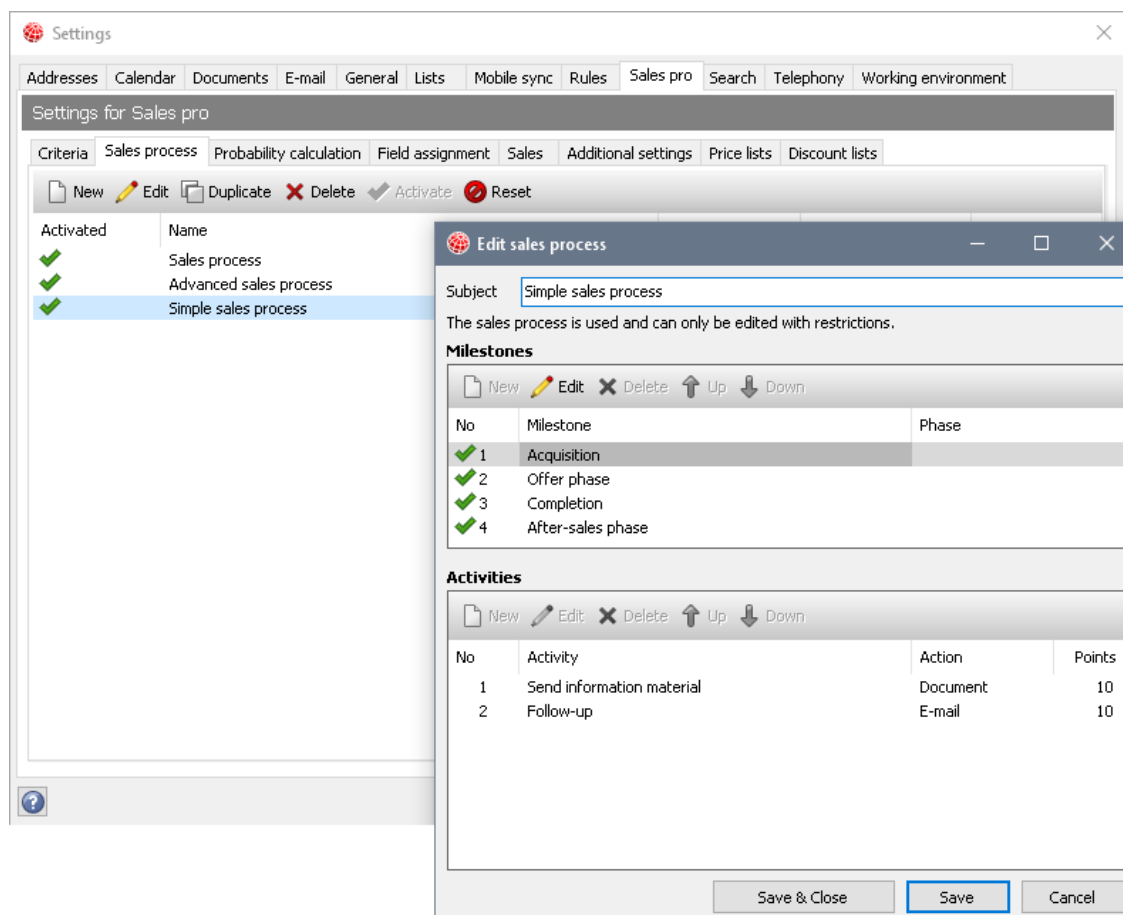 Settings
Addresses Calendar Documents E-mail General Lists Mobile sync Rules Sales pro Search Telephony Working environment
Settings for Sales pro
Criteria Sales process Probability calculation Field assignment Sales Additional settings Price lists Discount lists
New Edit Duplicate Delete Activate Reset
Activated Name
Sales process
Advanced sales process
Simple sales process
Edit sales process
Subject Simple sales process
The sales process is used and can only be edited with restrictions.
Milestones
New Edit Delete Up Down
No Milestone Phase
1 Acquisition
2 Offer phase
3 Completion
4 After-sales phase
Activities
New Edit Delete Up Down
No Activity Action Points
1 Send information material Document 10
2 Follow-up E-mail 10
?
Save & Close Save Cancel